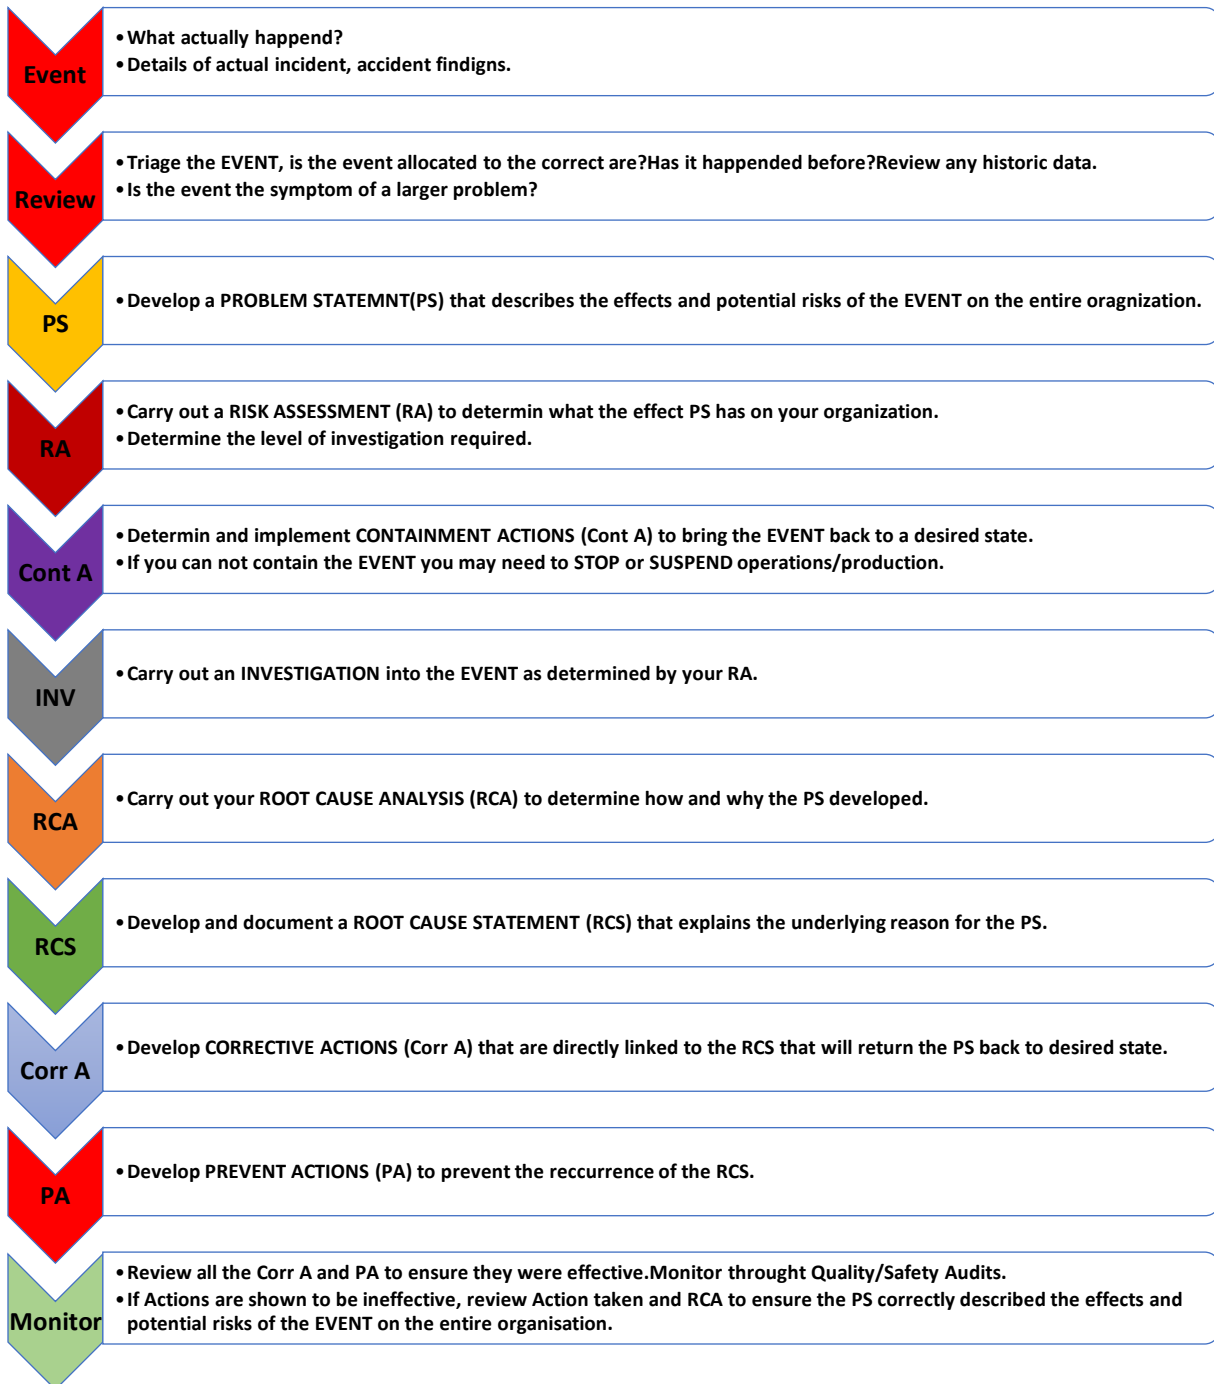 Event
• What actually happend?
• Details of actual incident, accident findigns.
Review
• Triage the EVENT, is the event allocated to the correct are?Has it happended before?Review any historic data.
• Is the event the symptom of a larger problem?
PS
• Develop a PROBLEM STATEMNT(PS) that describes the effects and potential risks of the EVENT on the entire oragnization.
RA
• Carry out a RISK ASSESSMENT (RA) to determin what the effect PS has on your organization.
• Determine the level of investigation required.
Cont A
• Determin and implement CONTAINMENT ACTIONS (Cont A) to bring the EVENT back to a desired state.
• If you can not contain the EVENT you may need to STOP or SUSPEND operations/production.
INV
• Carry out an INVESTIGATION into the EVENT as determined by your RA.
RCA
• Carry out your ROOT CAUSE ANALYSIS (RCA) to determine how and why the PS developed.
RCS
• Develop and document a ROOT CAUSE STATEMENT (RCS) that explains the underlying reason for the PS.
Corr A
• Develop CORRECTIVE ACTIONS (Corr A) that are directly linked to the RCS that will return the PS back to desired state.
PA
• Develop PREVENT ACTIONS (PA) to prevent the reccurrence of the RCS.
Monitor
• Review all the Corr A and PA to ensure they were effective.Monitor throught Quality/Safety Audits.
• If Actions are shown to be ineffective, review Action taken and RCA to ensure the PS correctly described the effects and
potential risks of the EVENT on the entire organisation.